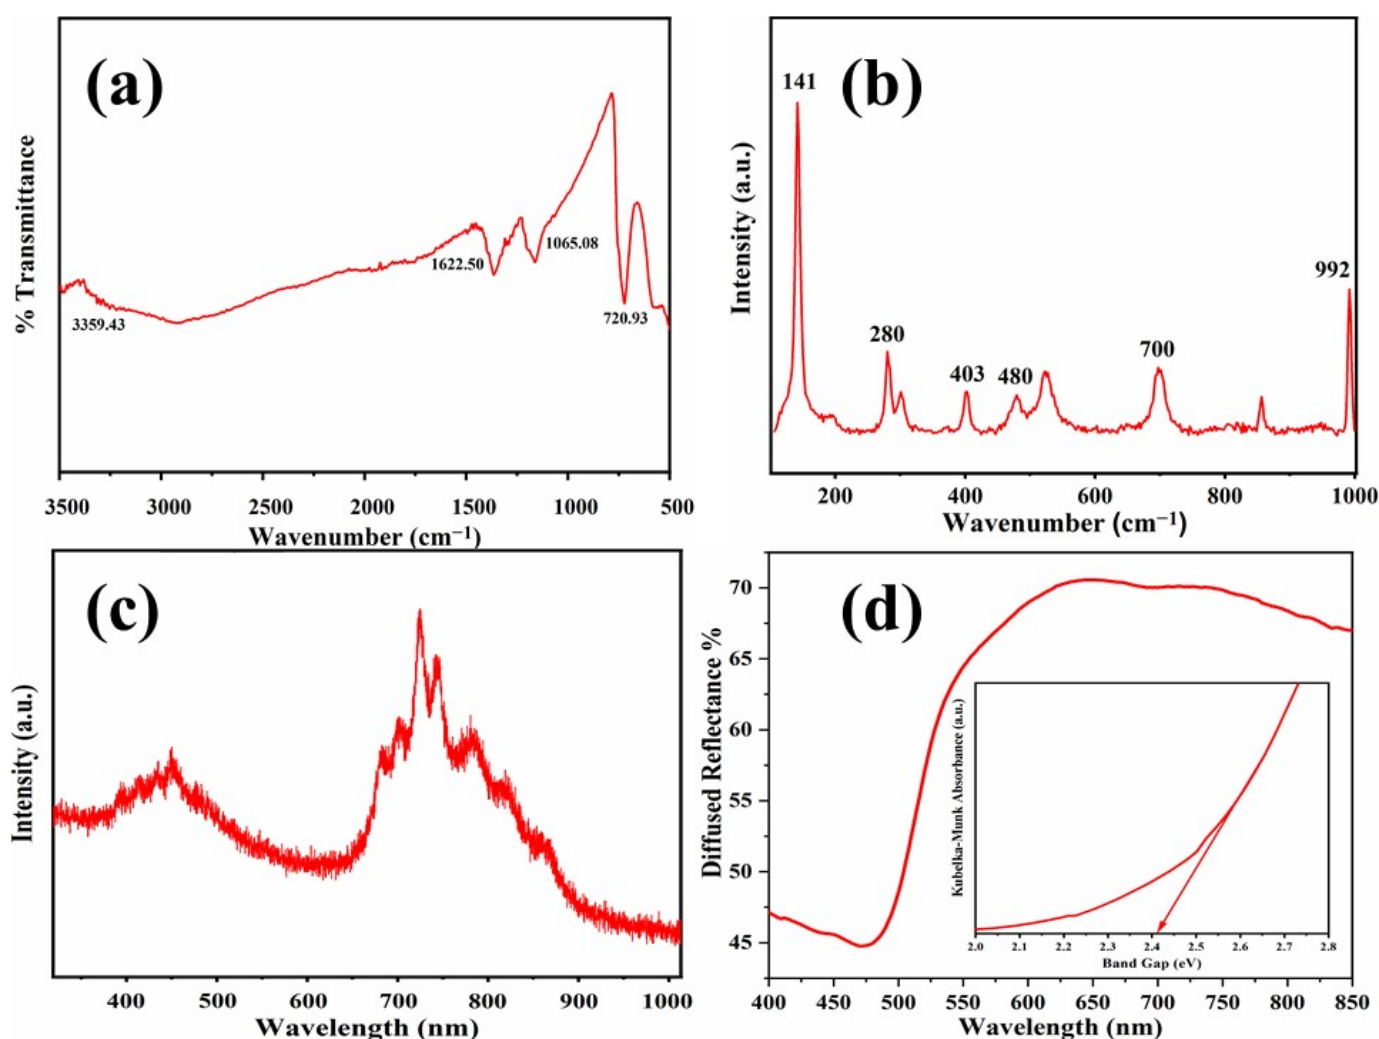 (a)
% Transmittance
3359.43
1622.50
1065.08
720.93
3500 3000 2500 2000 1500 1000 500
Wavenumber (cm⁻¹)
(b)
Intensity (a.u.)
141
280
403
480
700
992
200 400 600 800 1000
Wavenumber (cm⁻¹)
(c)
Intensity (a.u.)
400 500 600 700 800 900 1000
Wavelength (nm)
(d)
Diffused Reflectance %
70
65
60
55
50
45
Kubelka-Munk Absorbance (a.u.)
2.0 2.1 2.2 2.3 2.4 2.5 2.6 2.7 2.8
Band Gap (eV)
400 450 500 550 600 650 700 750 800 850
Wavelength (nm)